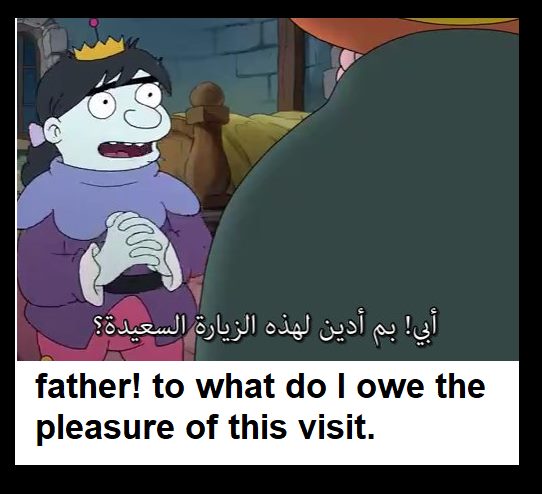 أبي! بم أدين لهذه الزيارة السعيدة؟
father! to what do I owe the
pleasure of this visit.